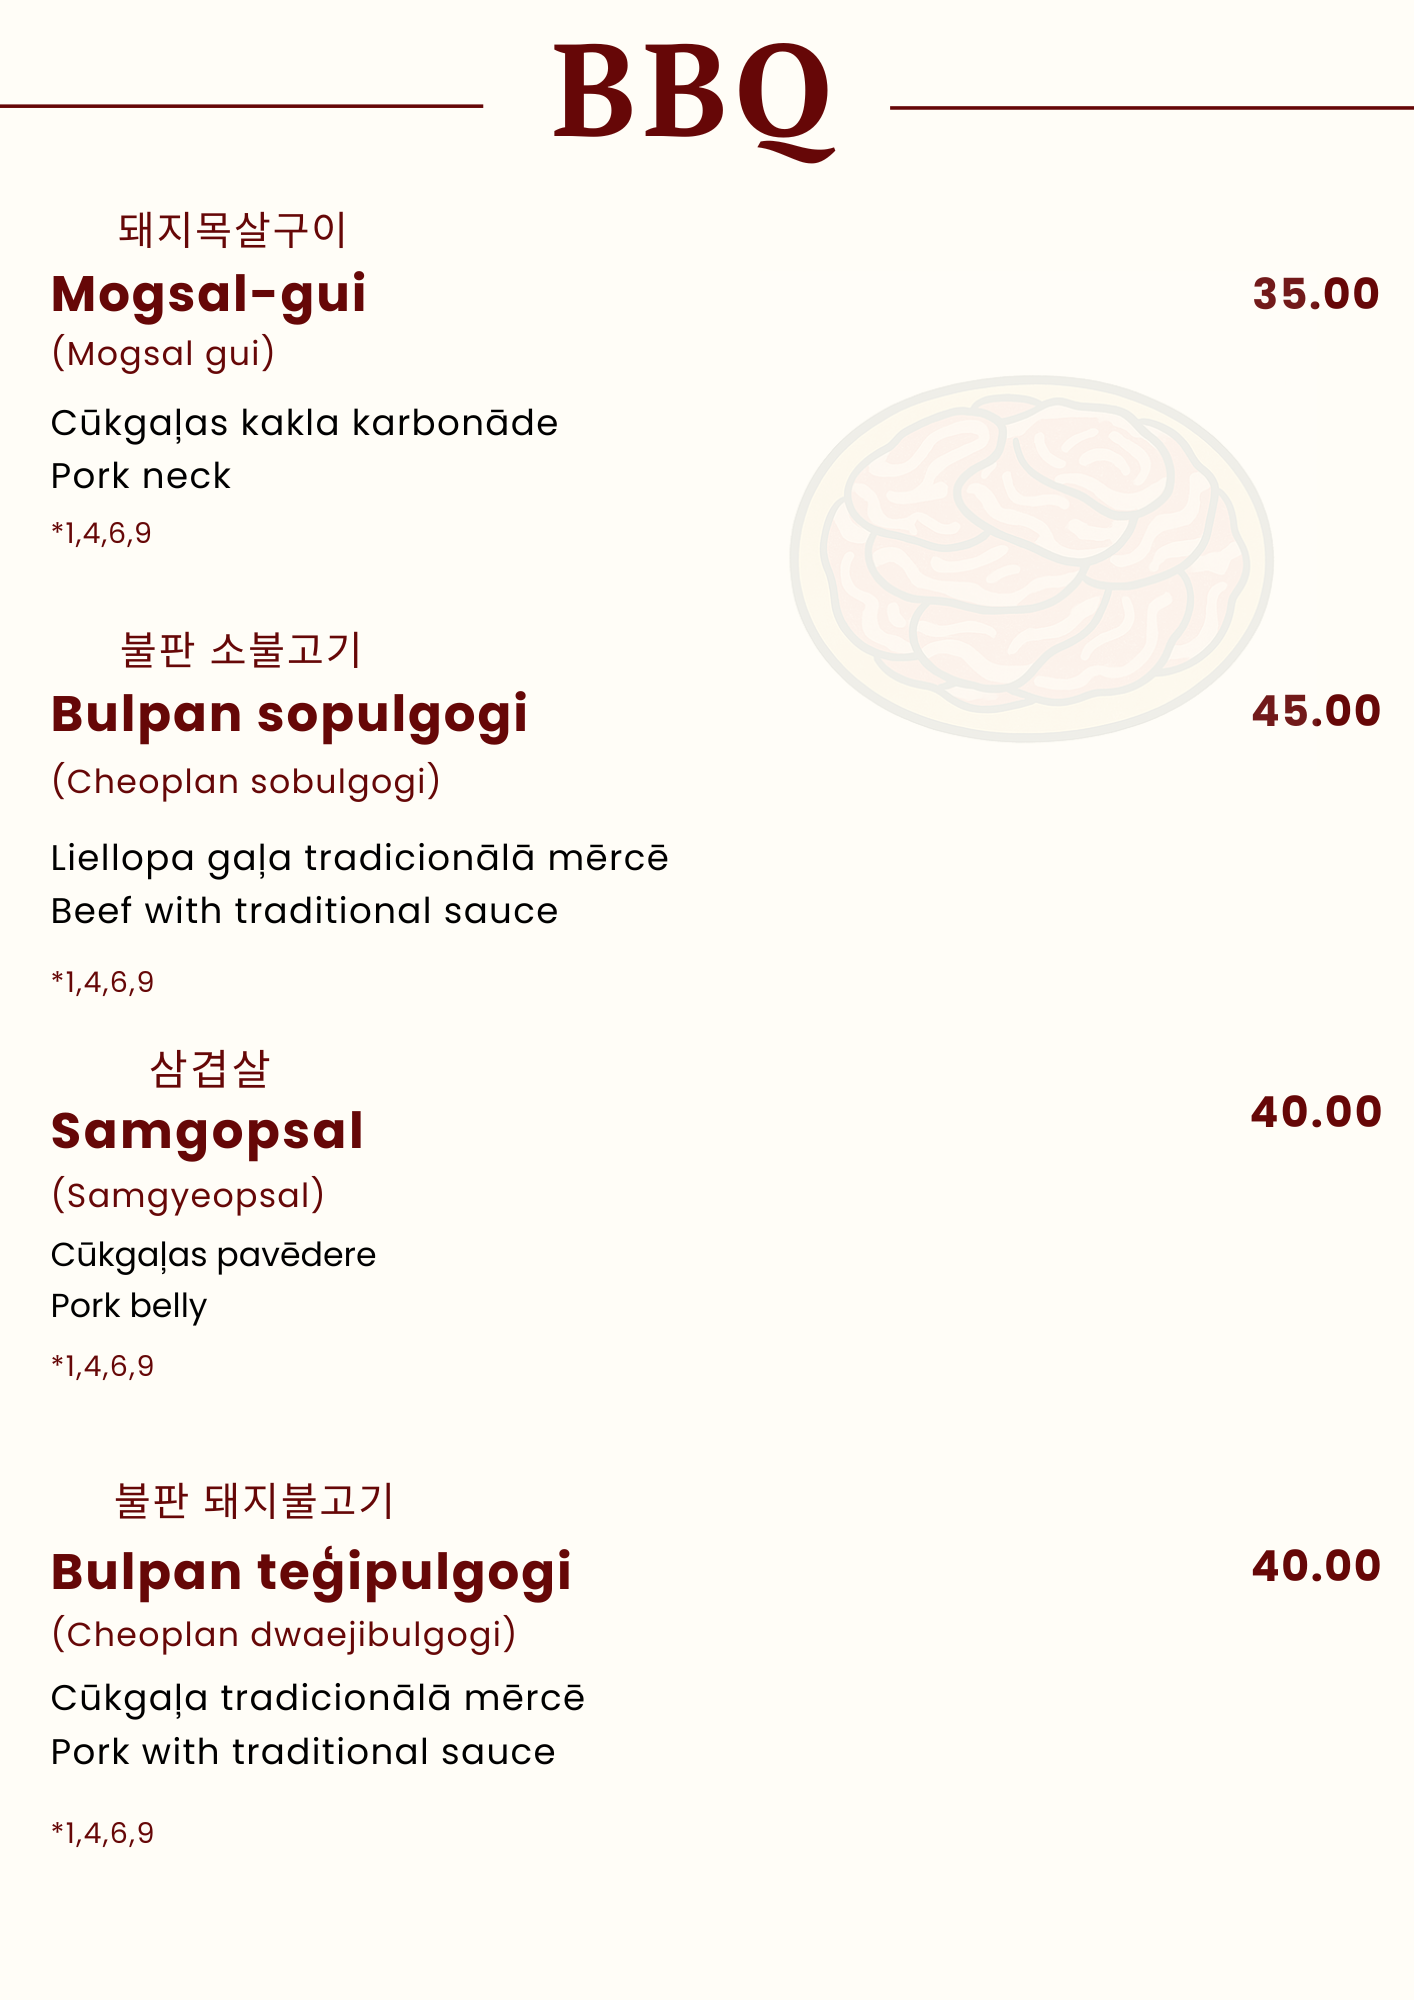 BBQ
돼지목살구이
Mogsal-gui
35.00
(Mogsal gui)
Cūkgaļas kakla karbonāde
Pork neck
*1,4,6,9
불판 소불고기
Bulpan sopulgogi
45.00
(Cheoplan sobulgogi)
Liellopa gaļa tradicionālā mērcē
Beef with traditional sauce
*1,4,6,9
삼겹살
Samgopsal
40.00
(Samgyeopsal)
Cūkgaļas pavēdere
Pork belly
*1,4,6,9
불판 돼지불고기
Bulpan teģipulgogi
40.00
(Cheoplan dwaejibulgogi)
Cūkgaļa tradicionālā mērcē
Pork with traditional sauce
*1,4,6,9